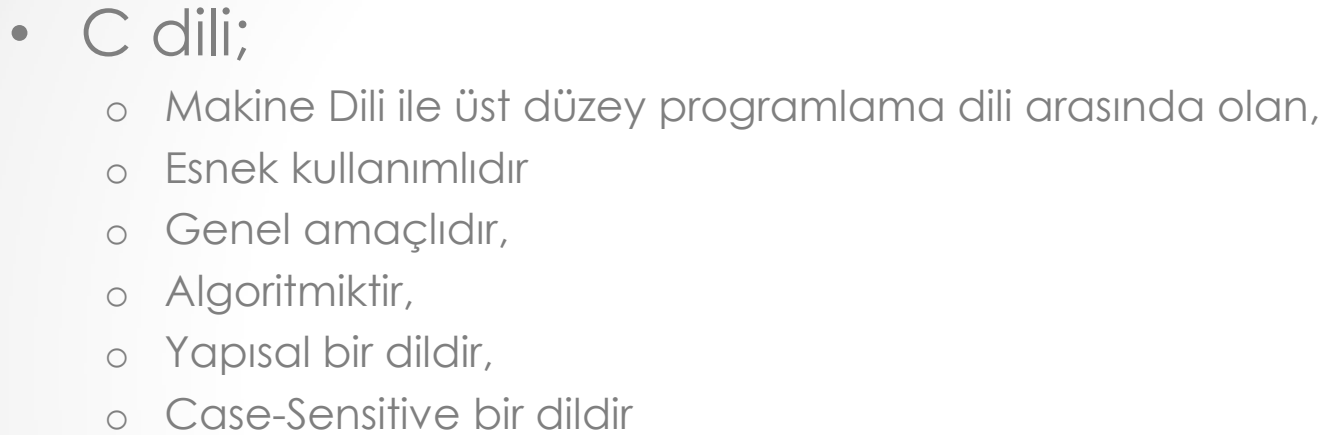 • C dili;
o Makine Dili ile üst düzey programlama dili arasında olan,
o Esnek kullanımlıdır
o Genel amaçlıdır,
o Algoritmiktir,
o Yapısal bir dildir,
o Case-Sensitive bir dildir